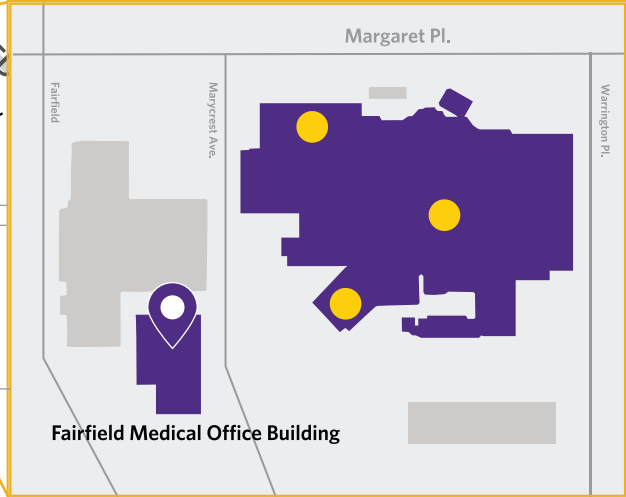 Margaret Pl.
Fairfield
Marycrest Ave.
Warrington Pl.
Fairfield Medical Office Building